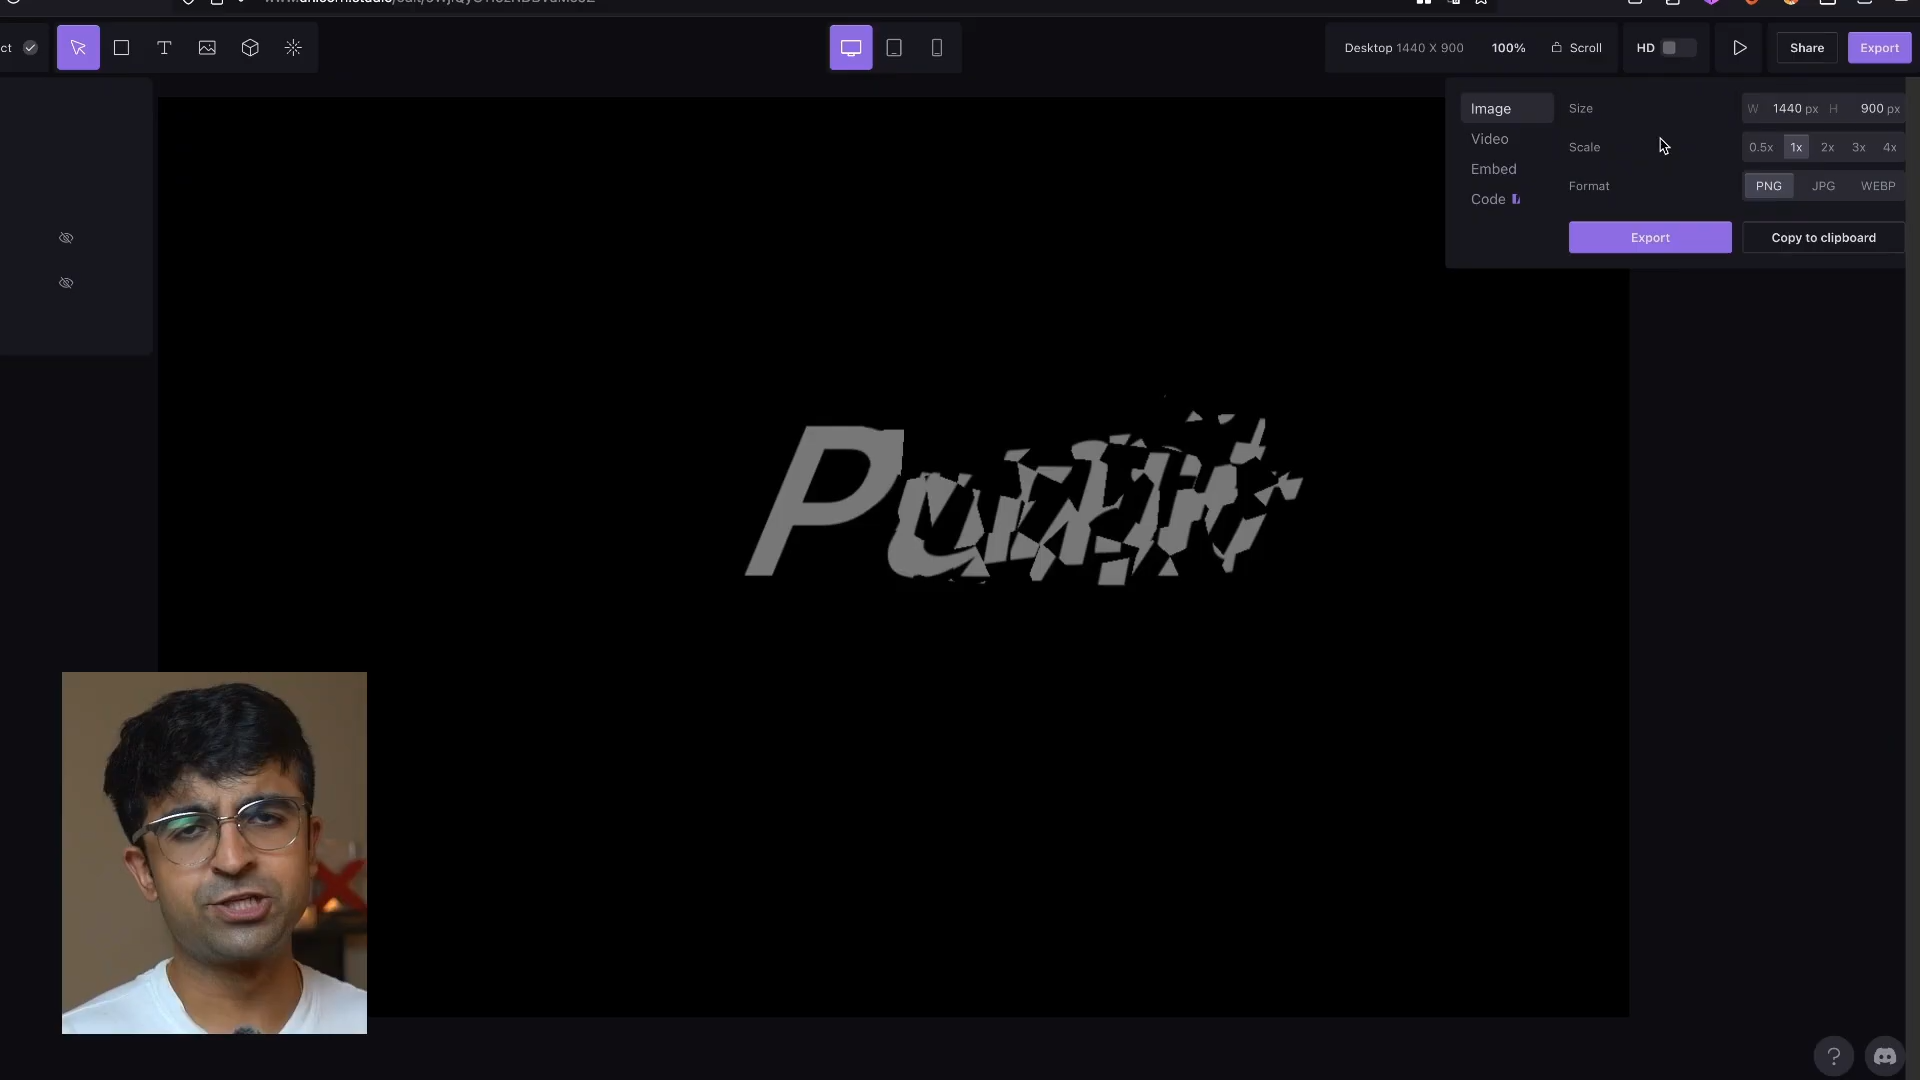 ct
Desktop 1440 X 900
100%
Scroll
HD
Share
Export
Image
Video
Embed
Code
Size
W 1440 px H 900 px
Scale
0.5x 1x 2x 3x 4x
Format
PNG JPG WEBP
Export
Copy to clipboard
?